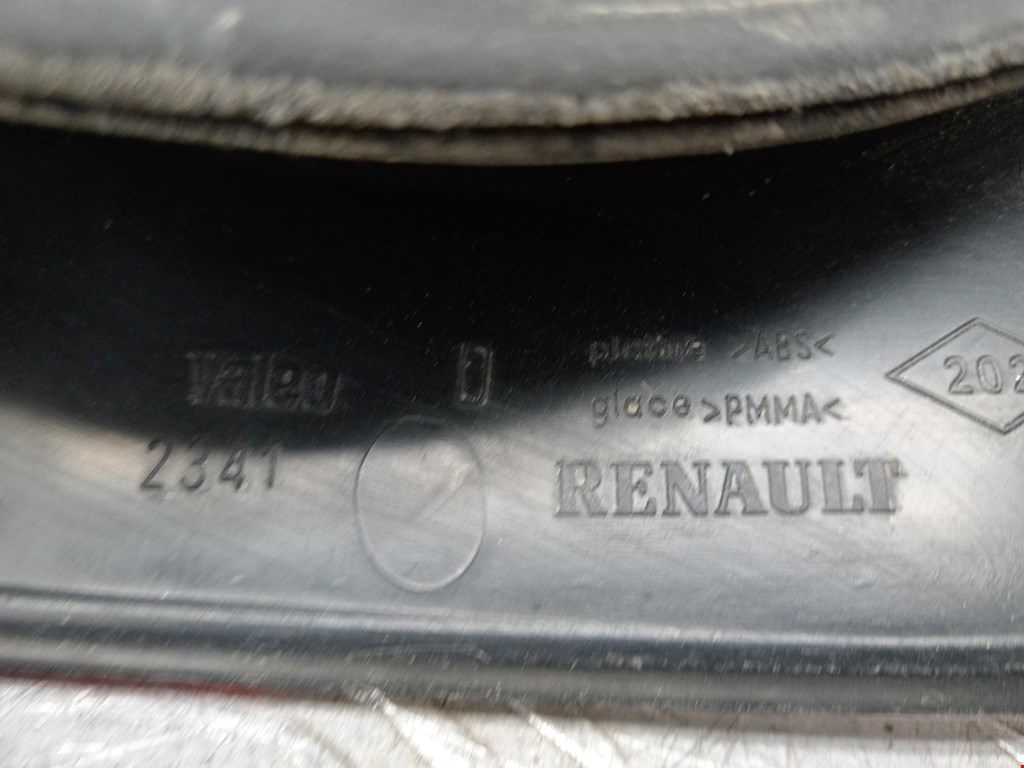 Valeo D
2341
platine >ABS<
glace >PMMA<
RENAULT
202